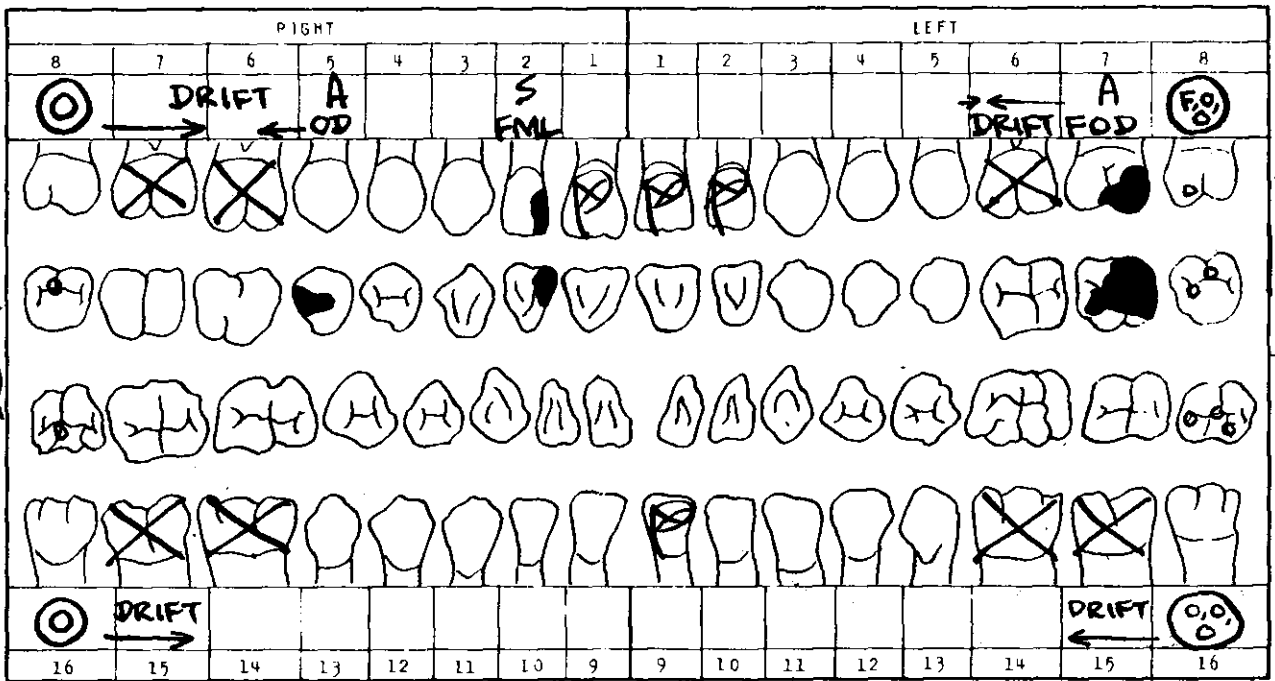 RIGHT LEFT
8 7 6 5 4 3 2 1 1 2 3 4 5 6 7 8
DRIFT A S A F,O,O
OD FML DRIFT FOD
DRIFT DRIFT O,O,O
16 15 14 13 12 11 10 9 9 10 11 12 13 14 15 16